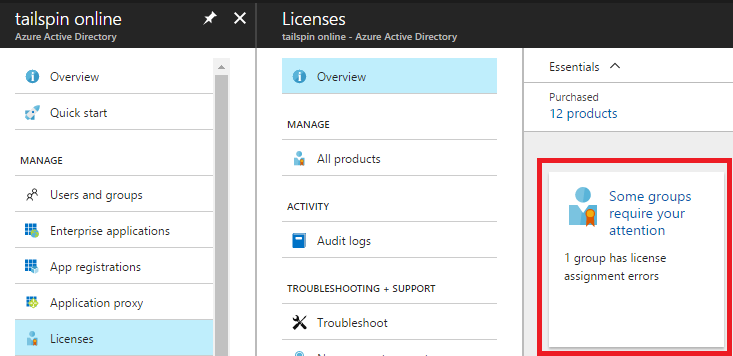 tailspin online
Azure Active Directory
Overview
Quick start
MANAGE
Users and groups
Enterprise applications
App registrations
Application proxy
Licenses
Licenses
tailspin online - Azure Active Directory
Overview
MANAGE
All products
ACTIVITY
Audit logs
TROUBLESHOOTING + SUPPORT
Troubleshoot
Essentials
Purchased
12 products
Some groups
require your
attention
1 group has license
assignment errors